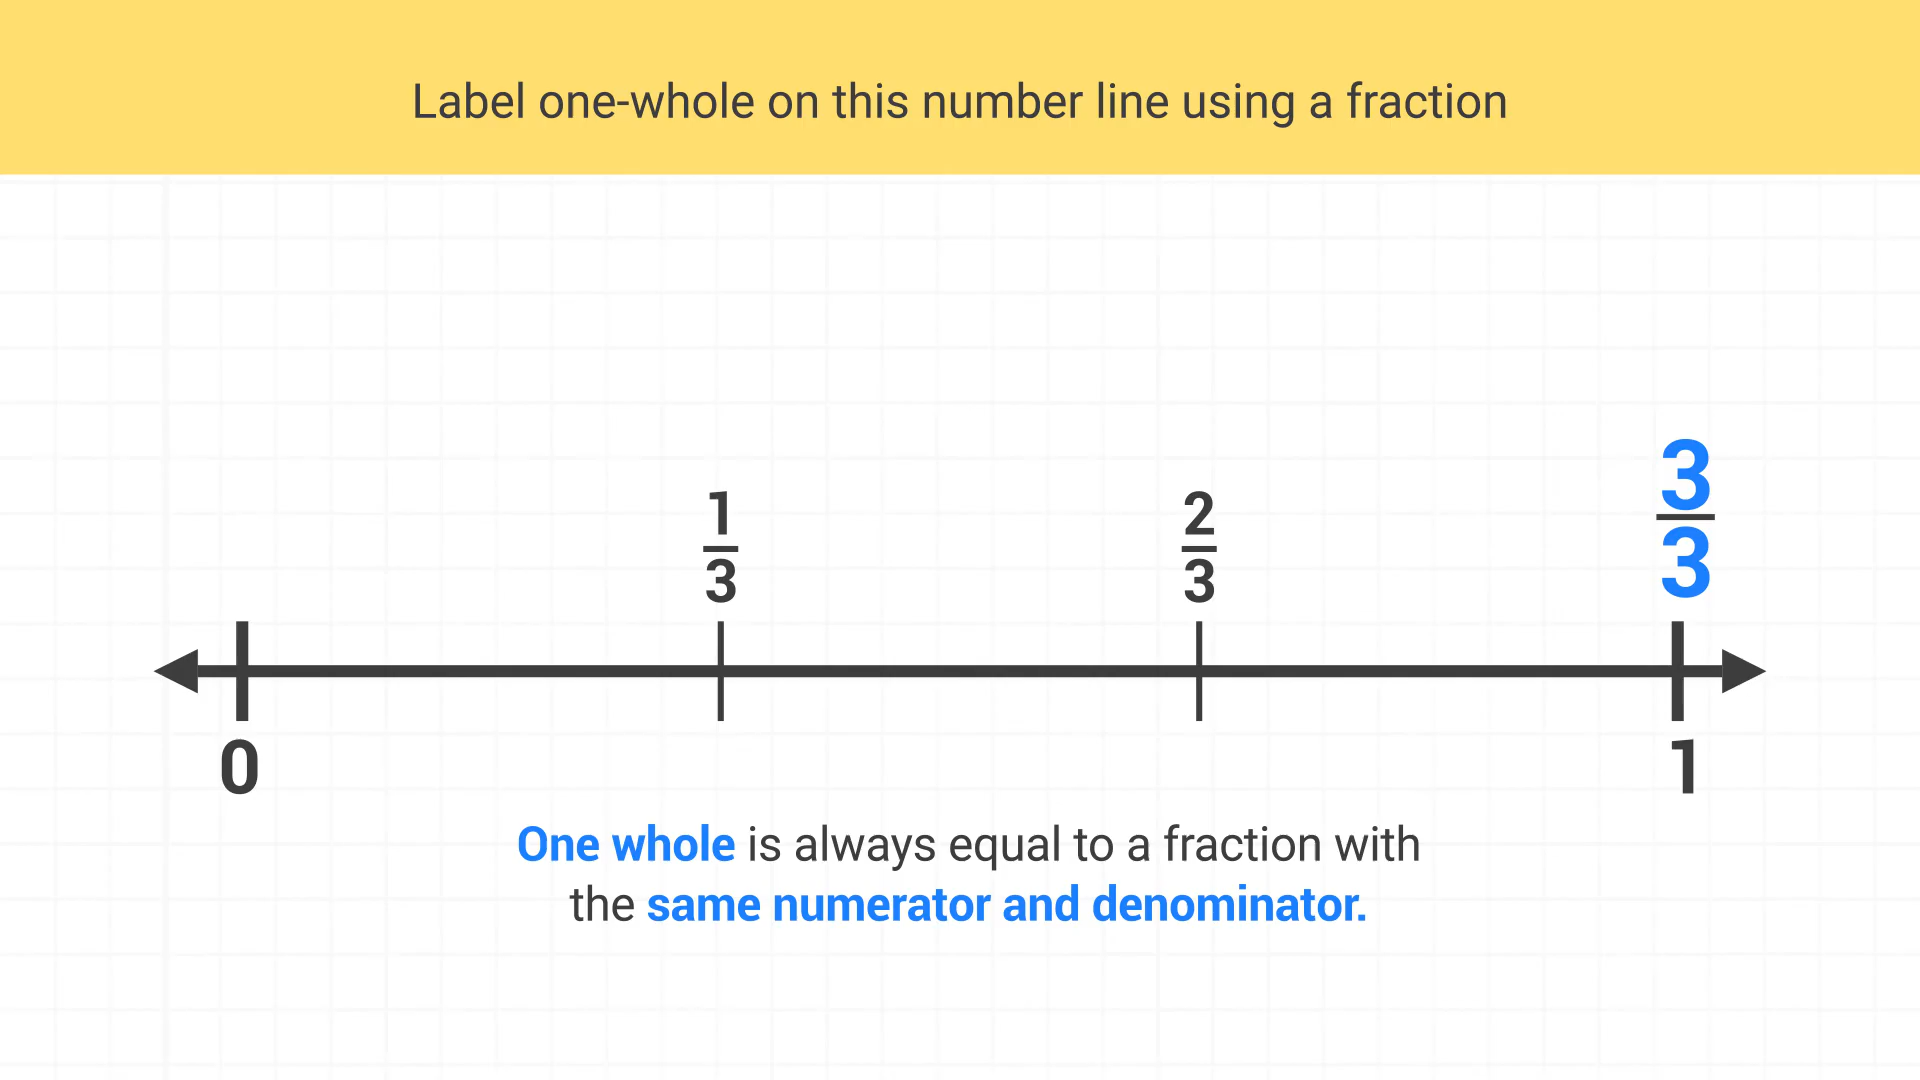 Label one-whole on this number line using a fraction
1/3 2/3 3/3
0 1
One whole is always equal to a fraction with
the same numerator and denominator.